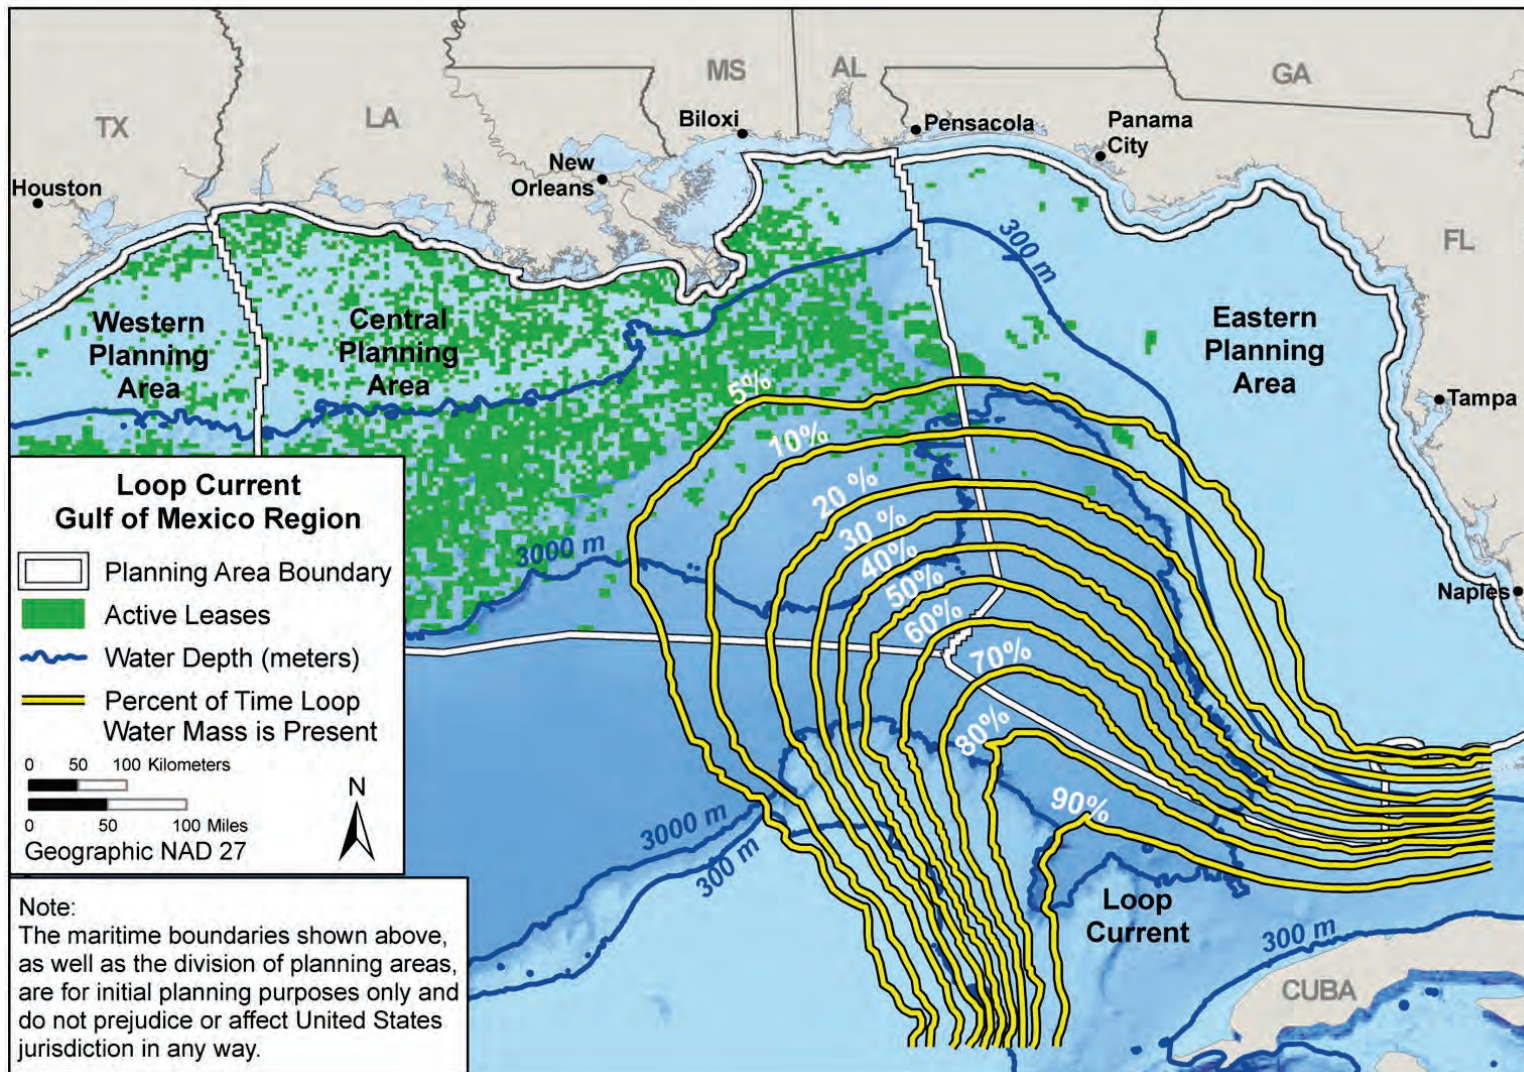 MS
AL
GA
TX
LA
Biloxi
Pensacola
Panama
City
New
Orleans
Houston
FL
300 m
Western
Planning
Area
Central
Planning
Area
Eastern
Planning
Area
Tampa
Naples
5%
10%
20 %
30 %
40%
50%
60%
70%
80%
90%
3000 m
3000 m
300 m
300 m
Loop
Current
CUBA
Loop Current
Gulf of Mexico Region
Planning Area Boundary
Active Leases
Water Depth (meters)
Percent of Time Loop
Water Mass is Present
0 50 100 Kilometers
0 50 100 Miles
N
Geographic NAD 27
Note:
The maritime boundaries shown above,
as well as the division of planning areas,
are for initial planning purposes only and
do not prejudice or affect United States
jurisdiction in any way.